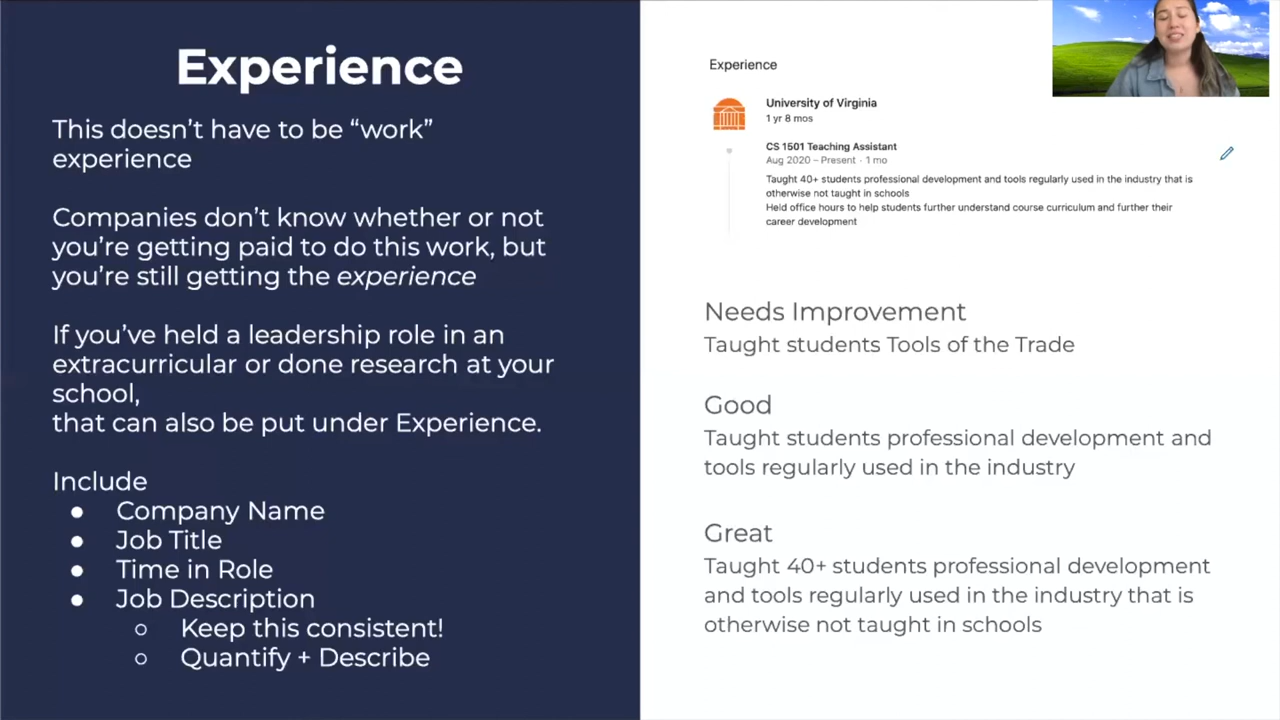 Experience
This doesn’t have to be “work”
experience
Companies don’t know whether or not
you’re getting paid to do this work, but
you’re still getting the experience
If you’ve held a leadership role in an
extracurricular or done research at your
school,
that can also be put under Experience.
Include
● Company Name
● Job Title
● Time in Role
● Job Description
○ Keep this consistent!
○ Quantify + Describe
Experience
University of Virginia
1 yr 8 mos
CS 1501 Teaching Assistant
Aug 2020 – Present · 1 mo
Taught 40+ students professional development and tools regularly used in the industry that is
otherwise not taught in schools
Held office hours to help students further understand course curriculum and further their
career development
Needs Improvement
Taught students Tools of the Trade
Good
Taught students professional development and
tools regularly used in the industry
Great
Taught 40+ students professional development
and tools regularly used in the industry that is
otherwise not taught in schools